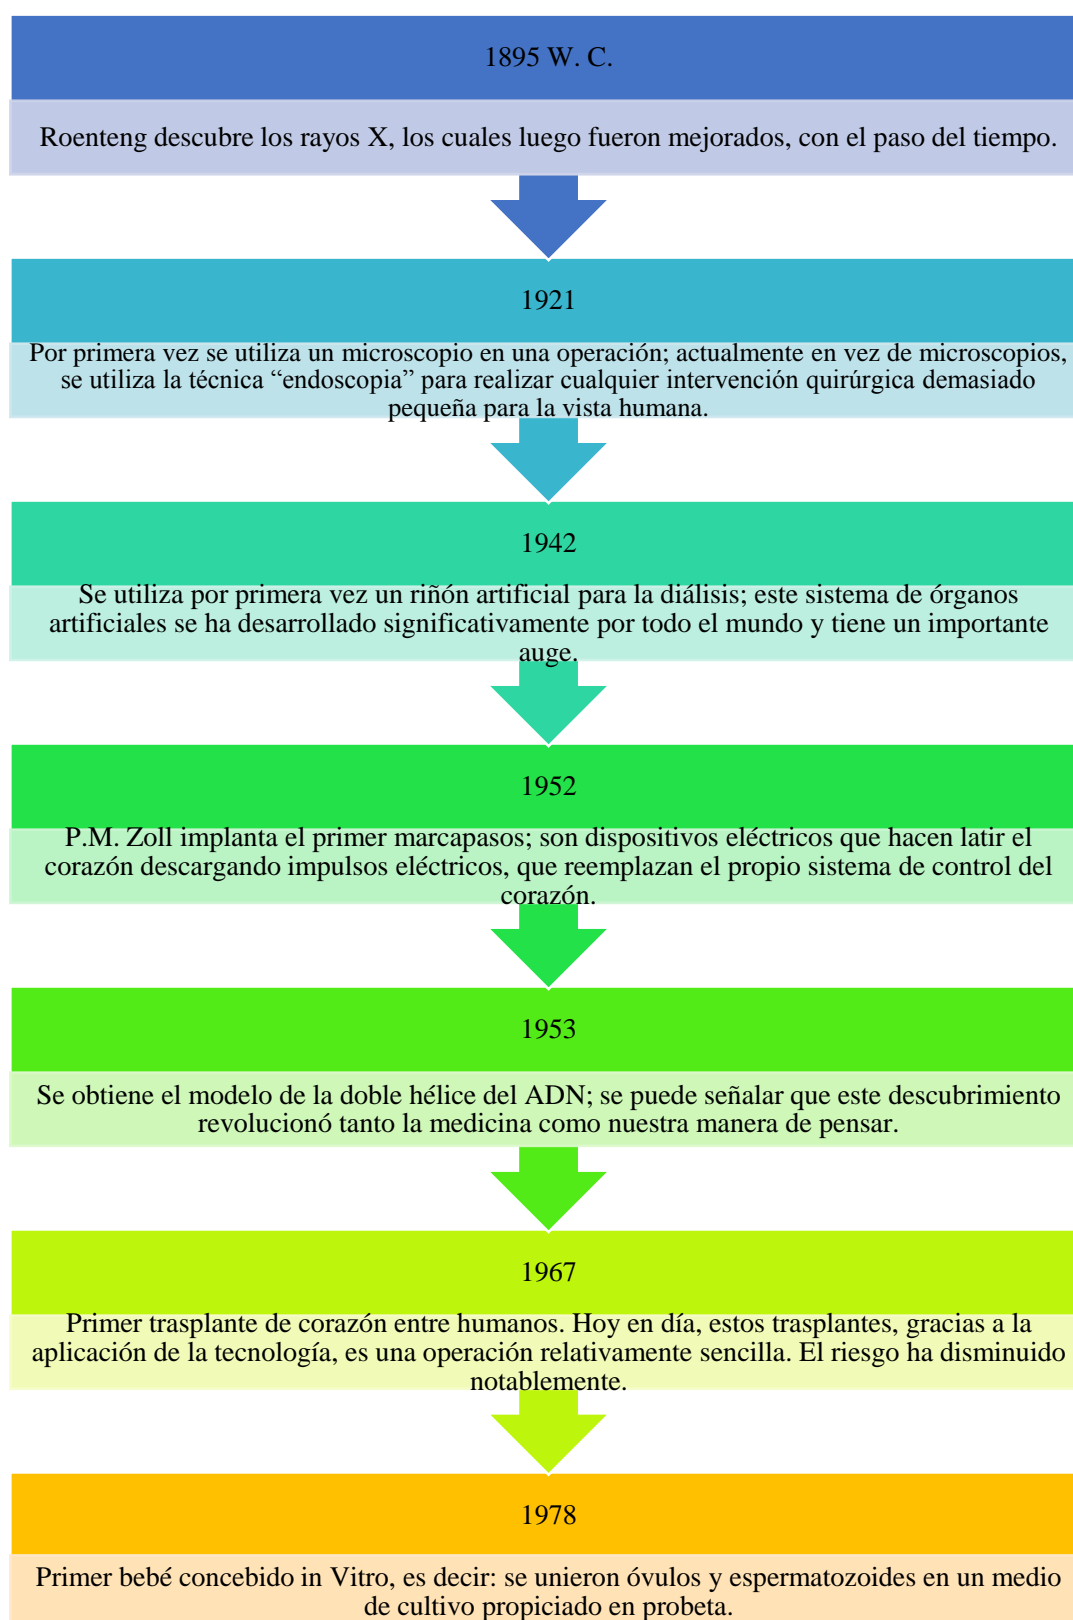 1895 W. C.
Roenteng descubre los rayos X, los cuales luego fueron mejorados, con el paso del tiempo.
1921
Por primera vez se utiliza un microscopio en una operación; actualmente en vez de microscopios,
se utiliza la técnica “endoscopia” para realizar cualquier intervención quirúrgica demasiado
pequeña para la vista humana.
1942
Se utiliza por primera vez un riñón artificial para la diálisis; este sistema de órganos
artificiales se ha desarrollado significativamente por todo el mundo y tiene un importante
auge.
1952
P.M. Zoll implanta el primer marcapasos; son dispositivos eléctricos que hacen latir el
corazón descargando impulsos eléctricos, que reemplazan el propio sistema de control del
corazón.
1953
Se obtiene el modelo de la doble hélice del ADN; se puede señalar que este descubrimiento
revolucionó tanto la medicina como nuestra manera de pensar.
1967
Primer trasplante de corazón entre humanos. Hoy en día, estos trasplantes, gracias a la
aplicación de la tecnología, es una operación relativamente sencilla. El riesgo ha disminuido
notablemente.
1978
Primer bebé concebido in Vitro, es decir: se unieron óvulos y espermatozoides en un medio
de cultivo propiciado en probeta.